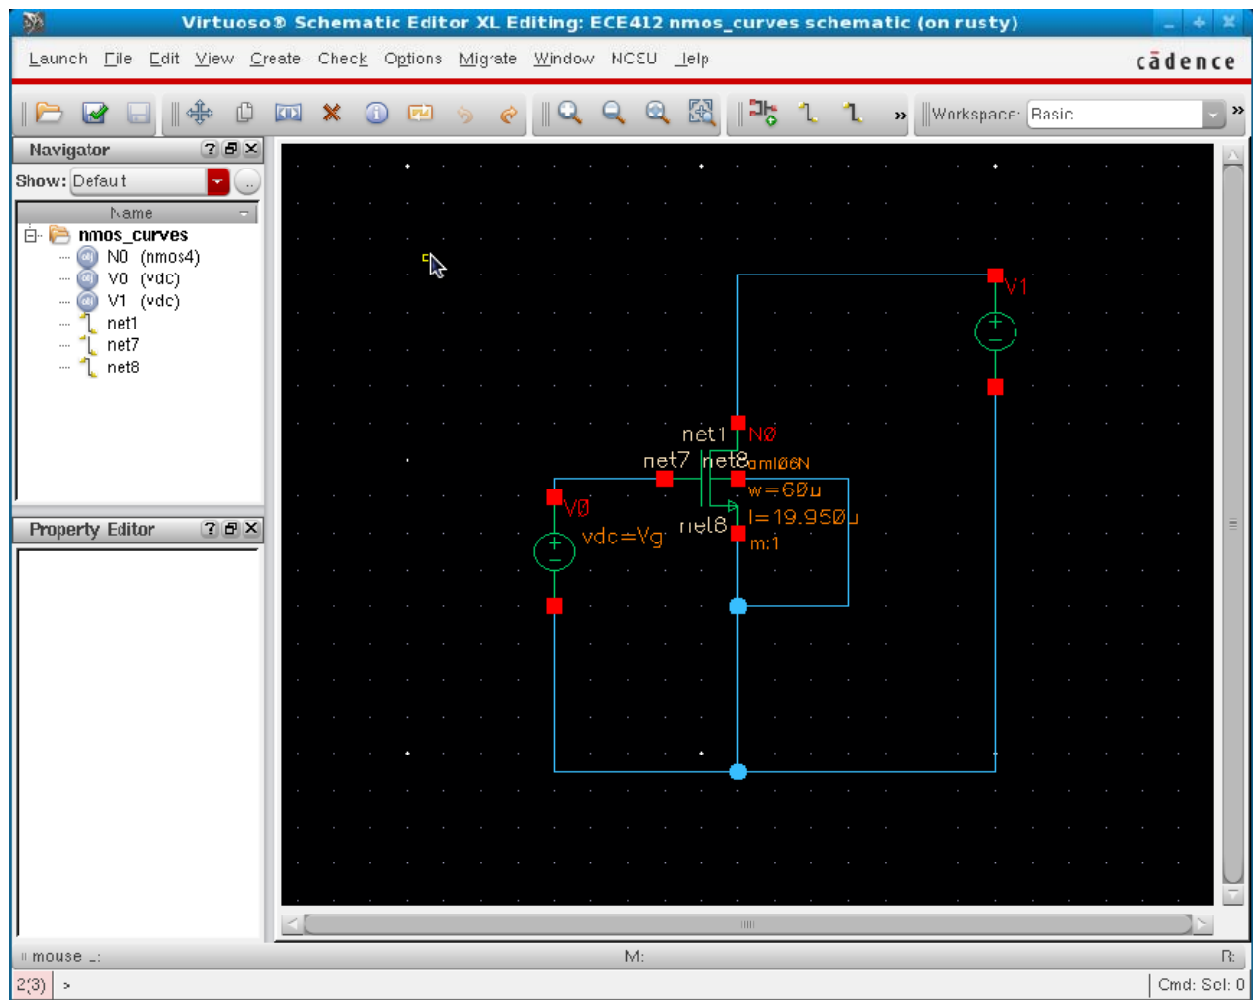 Virtuoso® Schematic Editor XL Editing: ECE412 nmos_curves schematic (on rusty)
Launch File Edit View Create Check Options Migrate Window NCSU Help
cādence
Workspace: Basic
»
»
Navigator
Show: Default
Name
nmos_curves
N0 (nmos4)
V0 (vdc)
V1 (vdc)
net1
net7
net8
Property Editor
V1
net1 N0
net7 net8 ami06N
w=60u
V0
l=19.950u
vdc=Vg net8
m:1
mouse L: M: R:
2(3) > Cmd: Sel: 0